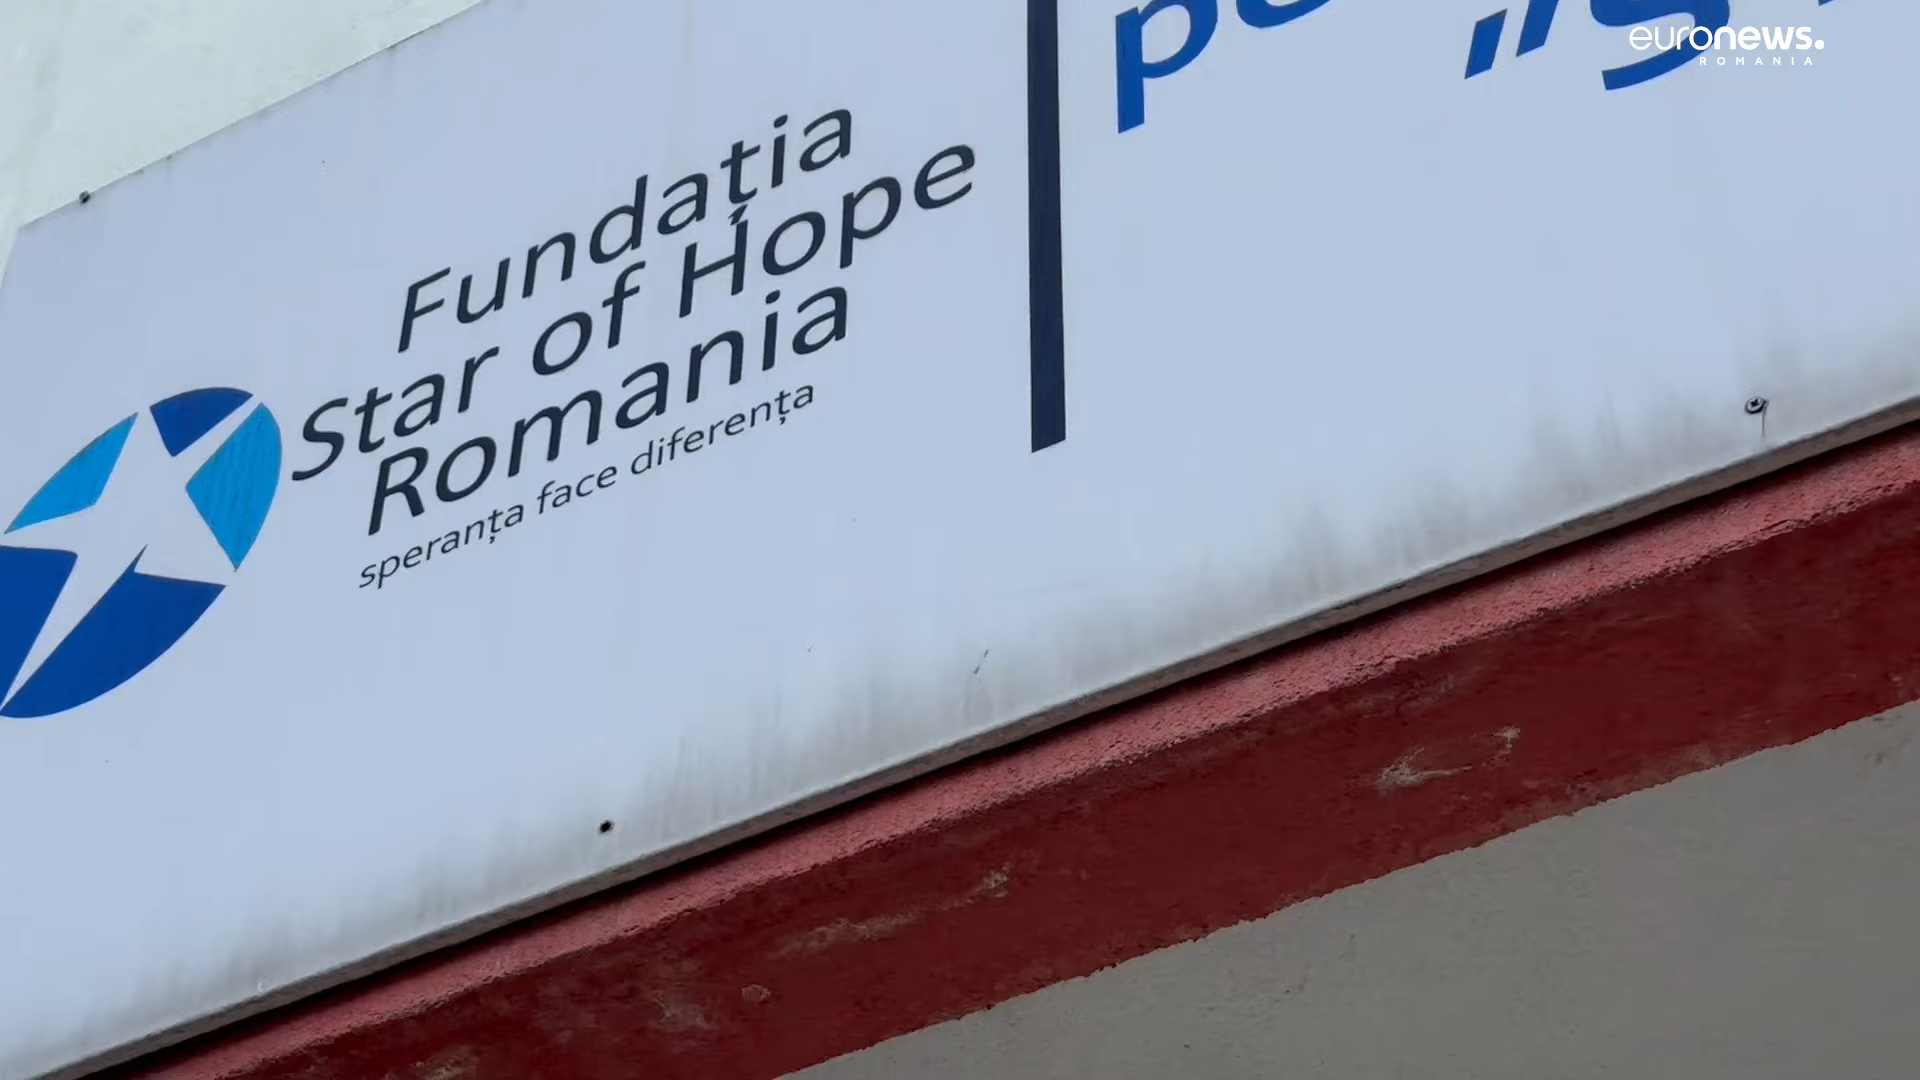 Fundația
Star of Hope
Romania
speranța face diferența
euronews.
ROMANIA